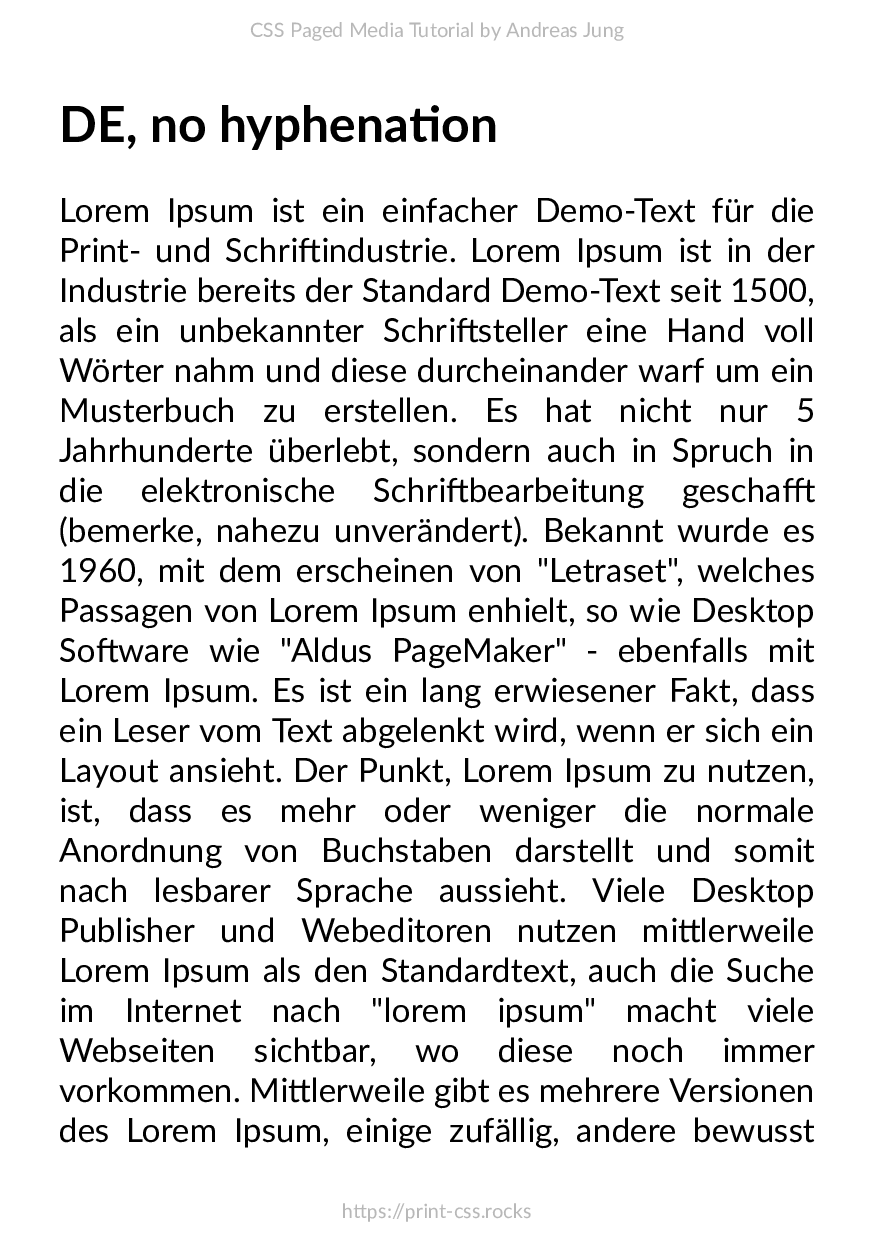 CSS Paged Media Tutorial by Andreas Jung
DE, no hyphenation
Lorem Ipsum ist ein einfacher Demo-Text für die
Print- und Schriftindustrie. Lorem Ipsum ist in der
Industrie bereits der Standard Demo-Text seit 1500,
als ein unbekannter Schriftsteller eine Hand voll
Wörter nahm und diese durcheinander warf um ein
Musterbuch zu erstellen. Es hat nicht nur 5
Jahrhunderte überlebt, sondern auch in Spruch in
die elektronische Schriftbearbeitung geschafft
(bemerke, nahezu unverändert). Bekannt wurde es
1960, mit dem erscheinen von "Letraset", welches
Passagen von Lorem Ipsum enhielt, so wie Desktop
Software wie "Aldus PageMaker" - ebenfalls mit
Lorem Ipsum. Es ist ein lang erwiesener Fakt, dass
ein Leser vom Text abgelenkt wird, wenn er sich ein
Layout ansieht. Der Punkt, Lorem Ipsum zu nutzen,
ist, dass es mehr oder weniger die normale
Anordnung von Buchstaben darstellt und somit
nach lesbarer Sprache aussieht. Viele Desktop
Publisher und Webeditoren nutzen mittlerweile
Lorem Ipsum als den Standardtext, auch die Suche
im Internet nach "lorem ipsum" macht viele
Webseiten sichtbar, wo diese noch immer
vorkommen. Mittlerweile gibt es mehrere Versionen
des Lorem Ipsum, einige zufällig, andere bewusst
https://print-css.rocks